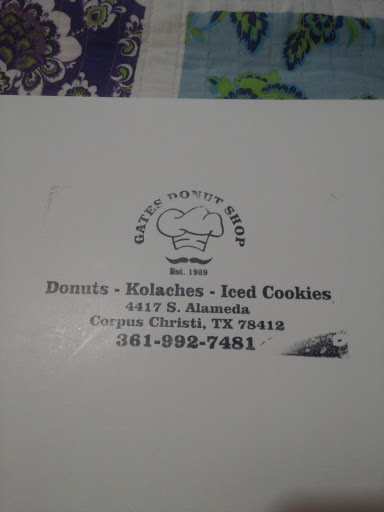 GATES DONUT SHOP
Est. 1989
Donuts - Kolaches - Iced Cookies
4417 S. Alameda
Corpus Christi, TX 78412
361-992-7481